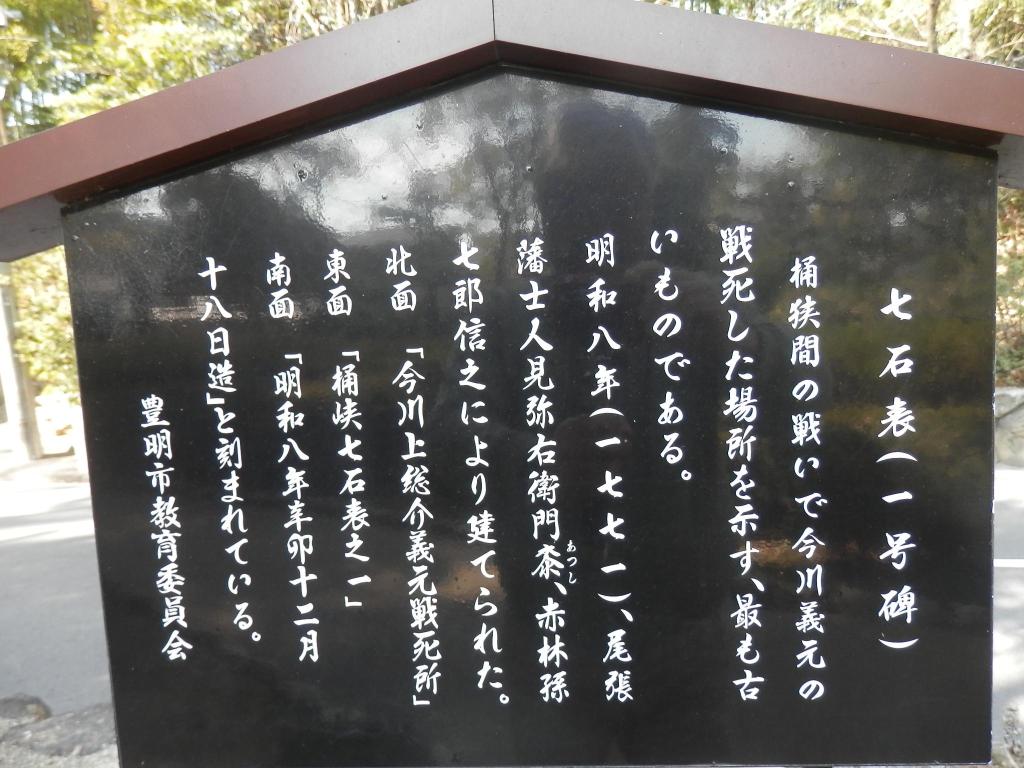 七石表(一号碑)
桶狭間の戦いで今川義元の
戦死した場所を示す、最も古
いものである。
明和八年(一七七一)、尾張
藩士人見弥右衛門桼、赤林孫
あつし
七郎信之により建てられた。
北面 「今川上総介義元戦死所」
東面 「桶峡七石表之一」
南面 「明和八年辛卯十二月
十八日造」と刻まれている。
豊明市教育委員会